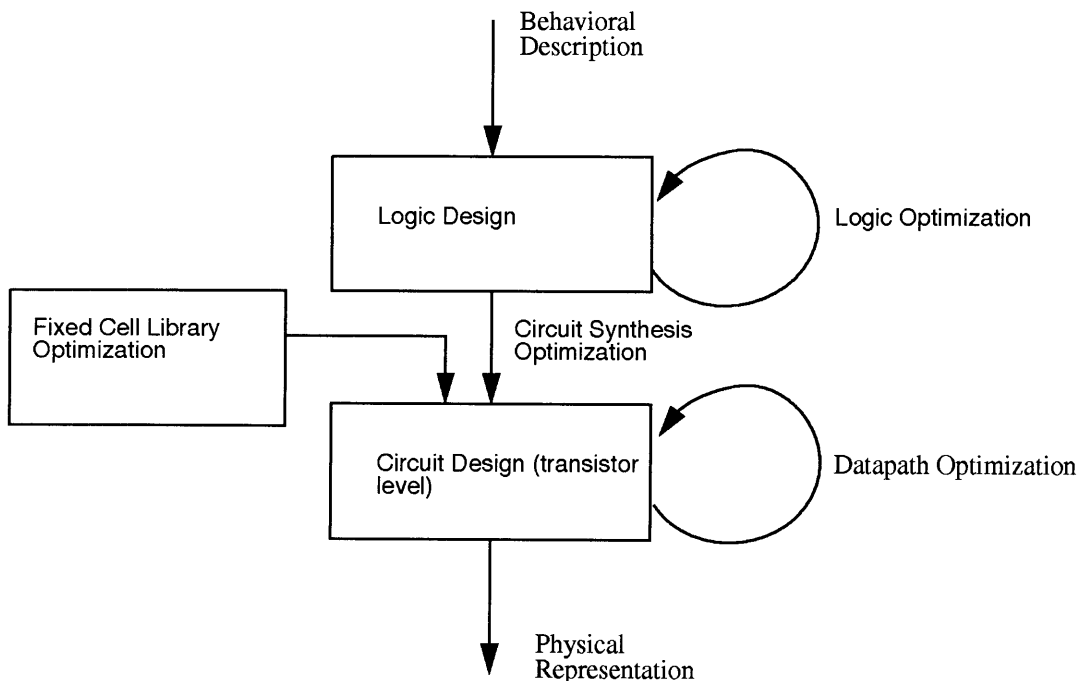 Behavioral
Description
Logic Design
Logic Optimization
Fixed Cell Library
Optimization
Circuit Synthesis
Optimization
Circuit Design (transistor
level)
Datapath Optimization
Physical
Representation